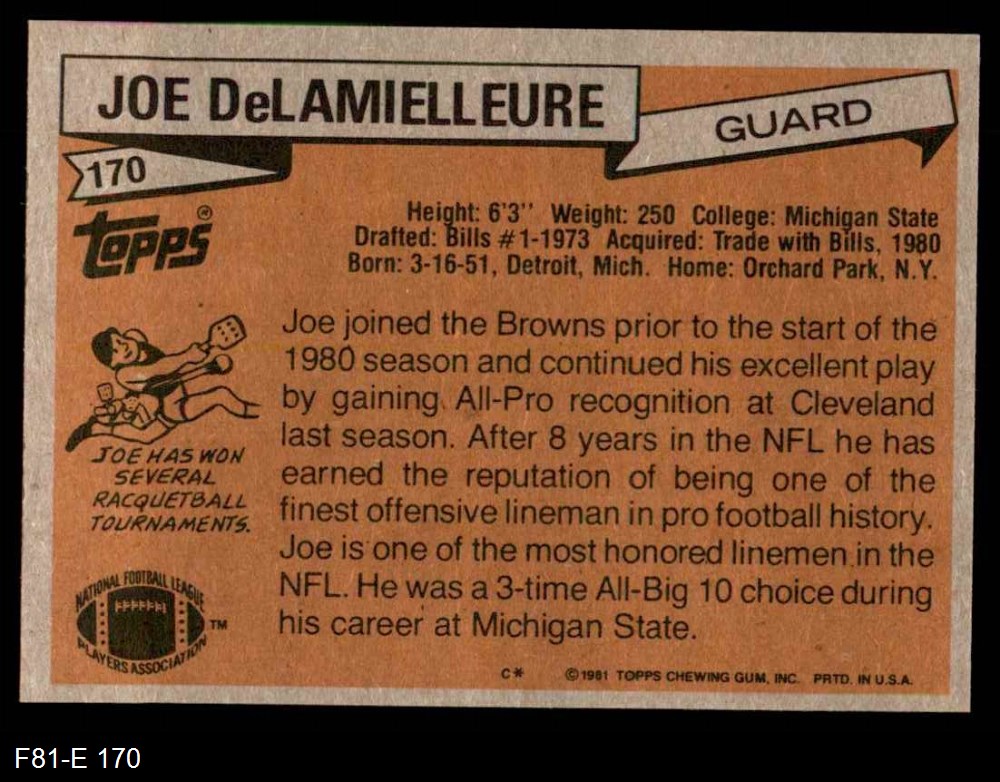 JOE DeLAMIELLEURE
GUARD
170
Topps®
Height: 6'3" Weight: 250 College: Michigan State
Drafted: Bills #1-1973 Acquired: Trade with Bills, 1980
Born: 3-16-51, Detroit, Mich. Home: Orchard Park, N.Y.
Joe joined the Browns prior to the start of the
1980 season and continued his excellent play
by gaining All-Pro recognition at Cleveland
last season. After 8 years in the NFL he has
earned the reputation of being one of the
finest offensive lineman in pro football history.
Joe is one of the most honored linemen in the
NFL. He was a 3-time All-Big 10 choice during
his career at Michigan State.
JOE HAS WON
SEVERAL
RACQUETBALL
TOURNAMENTS.
NATIONAL FOOTBALL LEAGUE
PLAYERS ASSOCIATION
TM
C* ©1981 TOPPS CHEWING GUM, INC. PRTD. IN U.S.A.
F81-E 170